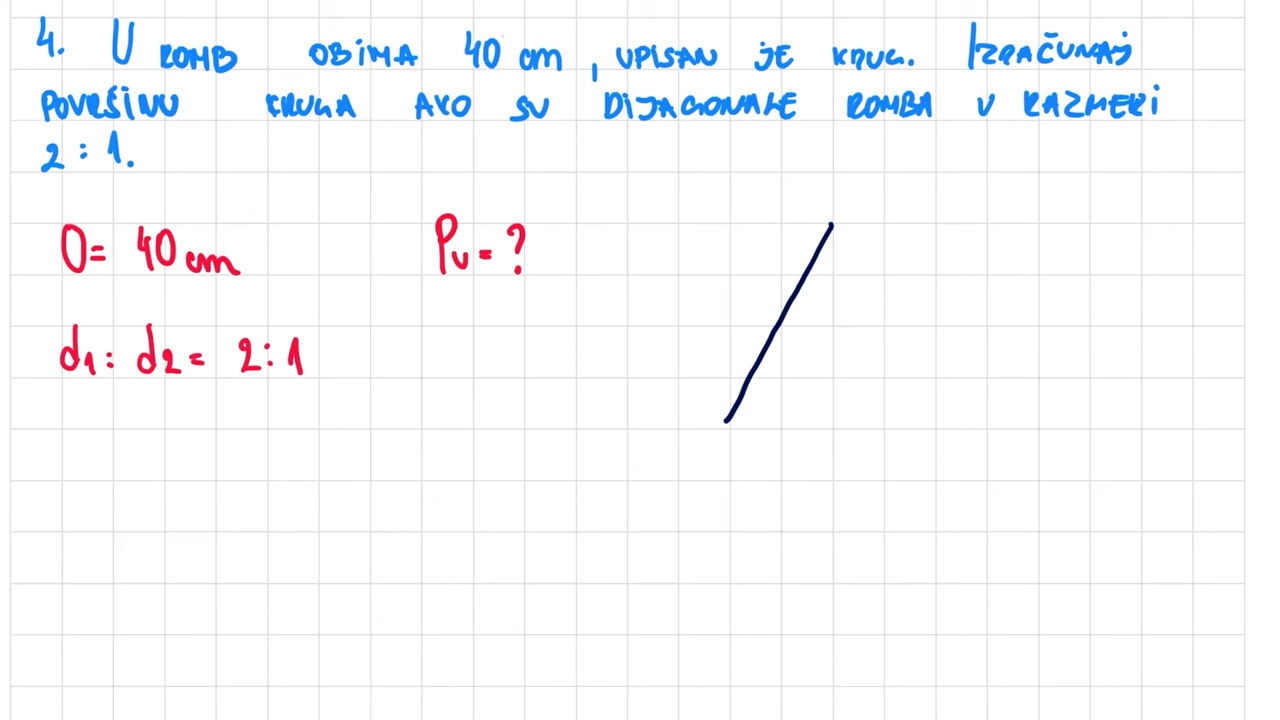 4. U ROMB OBIMA 40 cm, UPISAN JE KRUG. IZRAČUNAJ
POVRŠINU KRUGA AKO SU DIJAGONALE ROMBA U RAZMERI
2:1.
O= 40 cm Pu=?
d1: d2= 2:1